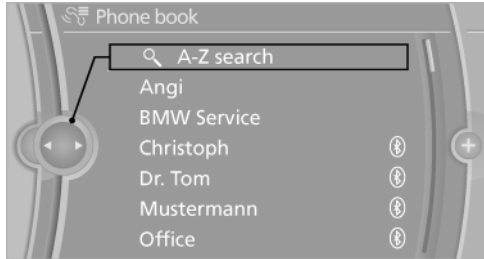 Phone book
A-Z search
Angi
BMW Service
Christoph
Dr. Tom
Mustermann
Office